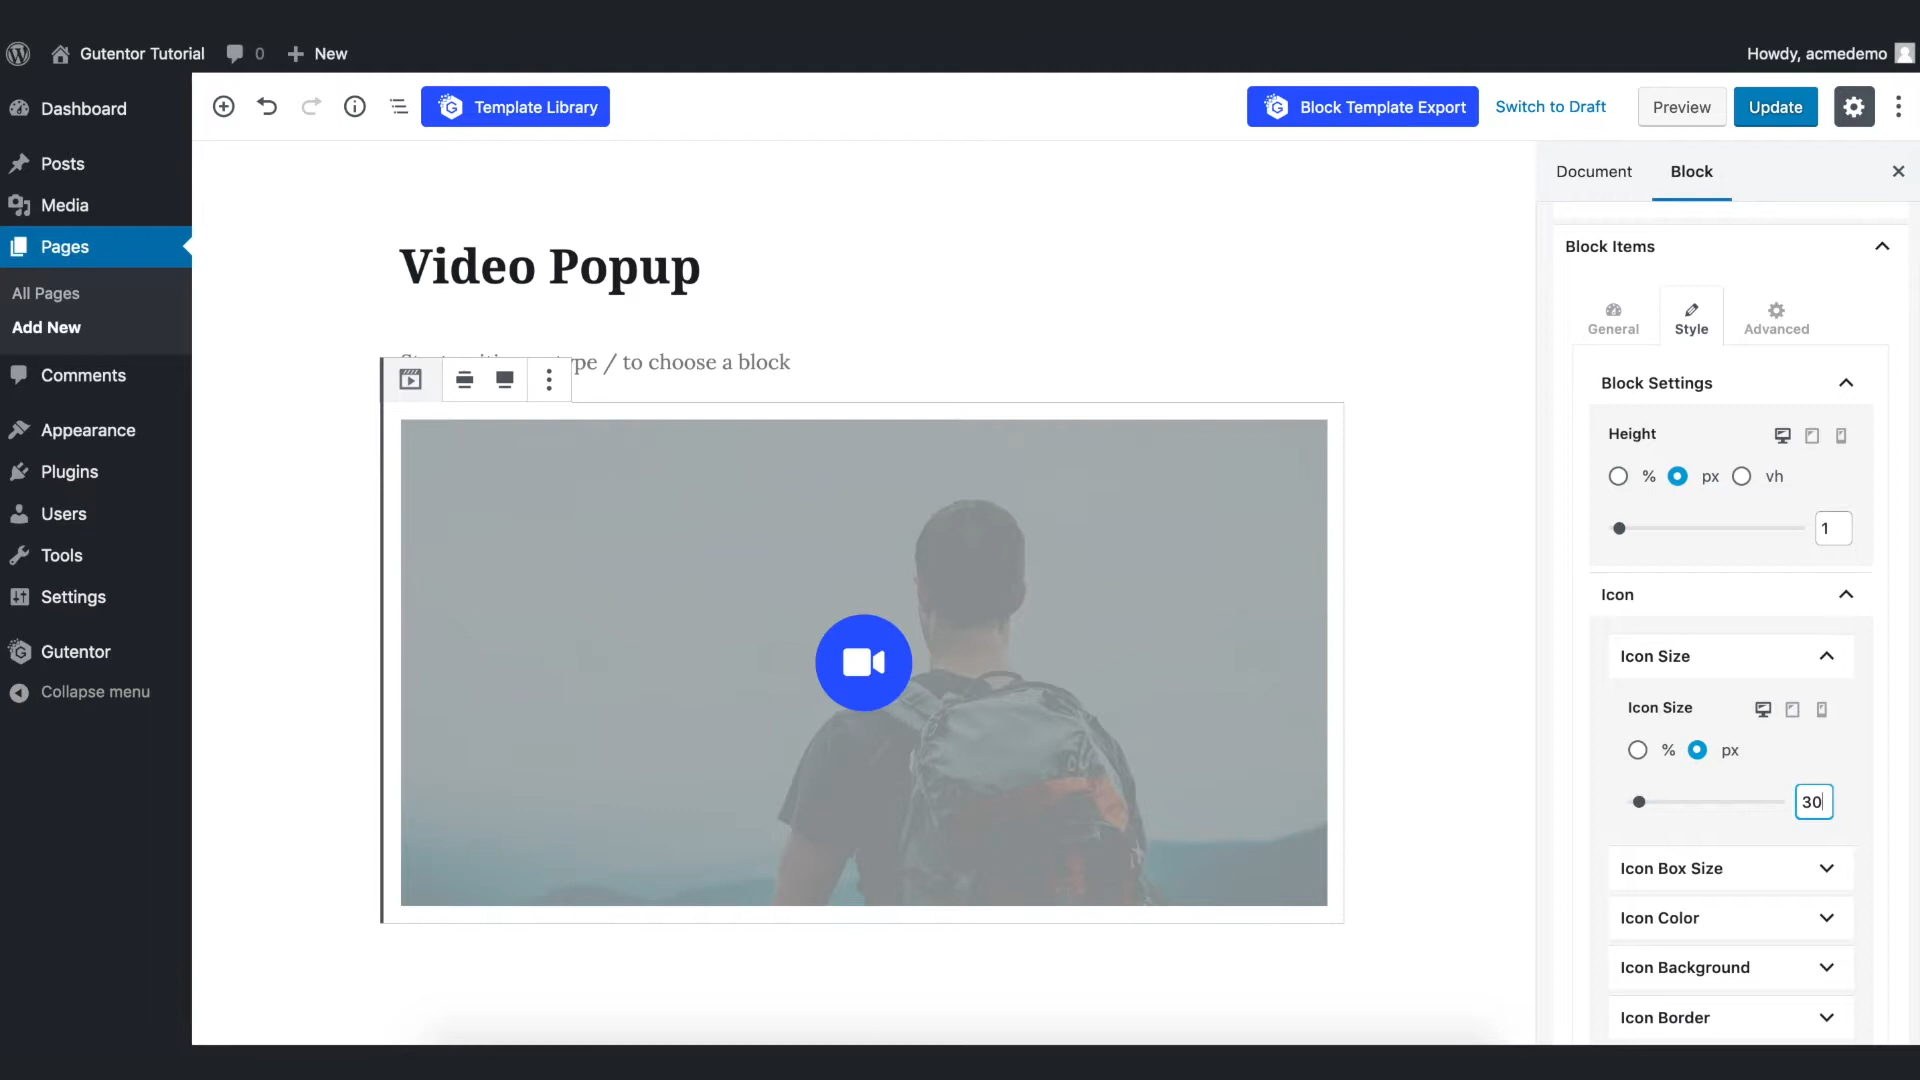 Gutentor Tutorial
0
New
Howdy, acmedemo
Dashboard
Posts
Media
Pages
All Pages
Add New
Comments
Appearance
Plugins
Users
Tools
Settings
Gutentor
Collapse menu
Template Library
Block Template Export
Switch to Draft
Preview
Update
Video Popup
to choose a block
Document
Block
Block Items
General
Style
Advanced
Block Settings
Height
% px vh
1
Icon
Icon Size
Icon Size
% px
30
Icon Box Size
Icon Color
Icon Background
Icon Border